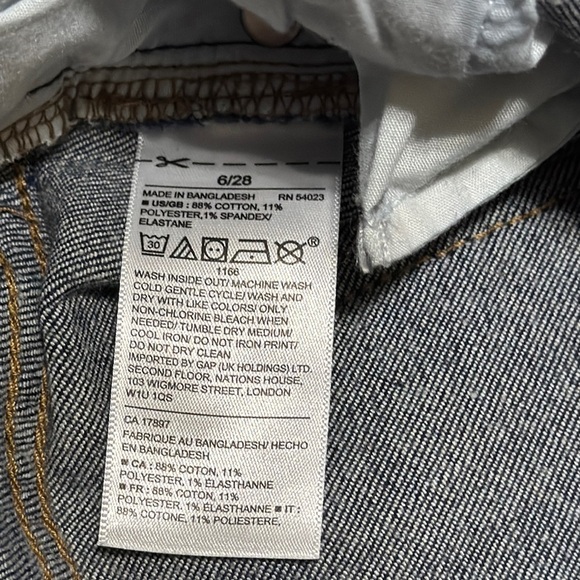 6/28
MADE IN BANGLADESH RN 54023
■ US/GB : 88% COTTON, 11%
POLYESTER,1% SPANDEX/
ELASTANE
30 ®
1166
WASH INSIDE OUT/ MACHINE WASH
COLD GENTLE CYCLE/ WASH AND
DRY WITH LIKE COLORS/ ONLY
NON-CHLORINE BLEACH WHEN
NEEDED/ TUMBLE DRY MEDIUM/
COOL IRON/ DO NOT IRON PRINT/
DO NOT DRY CLEAN
IMPORTED BY GAP (UK HOLDINGS) LTD.
SECOND FLOOR, NATIONS HOUSE,
103 WIGMORE STREET, LONDON
W1U 1QS
CA 17897
FABRIQUE AU BANGLADESH/ HECHO
EN BANGLADESH
■ CA : 88% COTON, 11%
POLYESTER, 1% ÉLASTHANNE
■ FR : 88% COTON, 11%
POLYESTER, 1% ÉLASTHANNE ■ IT :
88% COTONE, 11% POLIESTERE.